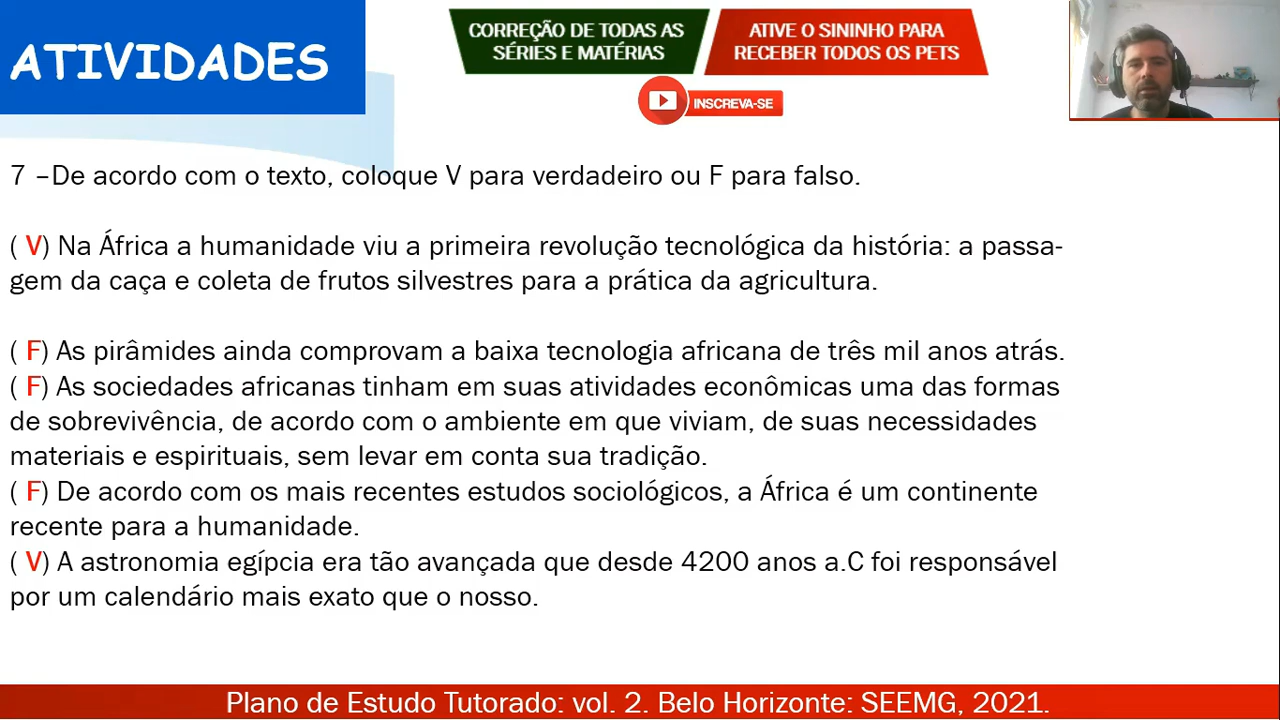 ATIVIDADES
CORREÇÃO DE TODAS AS
SÉRIES E MATÉRIAS
ATIVE O SININHO PARA
RECEBER TODOS OS PETS
INSCREVA-SE
7 –De acordo com o texto, coloque V para verdadeiro ou F para falso.
( V) Na África a humanidade viu a primeira revolução tecnológica da história: a passa-
gem da caça e coleta de frutos silvestres para a prática da agricultura.
( F) As pirâmides ainda comprovam a baixa tecnologia africana de três mil anos atrás.
( F) As sociedades africanas tinham em suas atividades econômicas uma das formas
de sobrevivência, de acordo com o ambiente em que viviam, de suas necessidades
materiais e espirituais, sem levar em conta sua tradição.
( F) De acordo com os mais recentes estudos sociológicos, a África é um continente
recente para a humanidade.
( V) A astronomia egípcia era tão avançada que desde 4200 anos a.C foi responsável
por um calendário mais exato que o nosso.
Plano de Estudo Tutorado: vol. 2. Belo Horizonte: SEEMG, 2021.